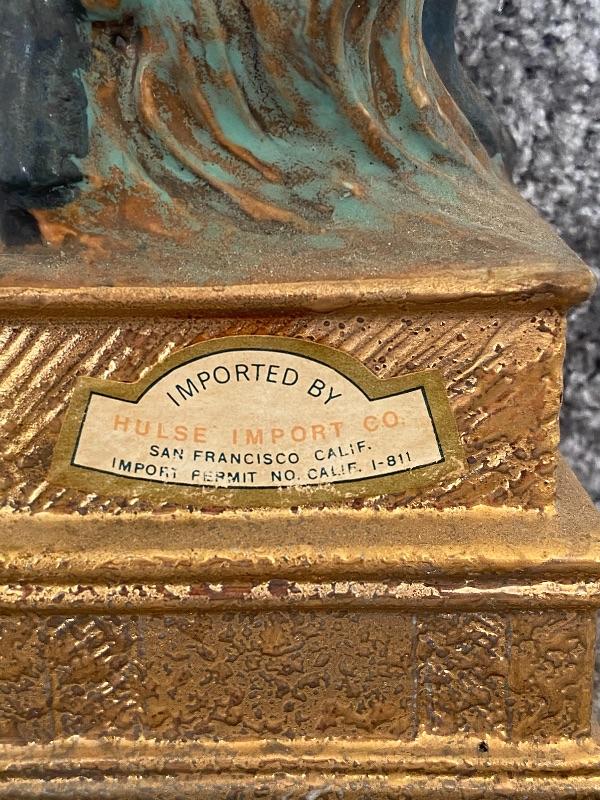 IMPORTED BY
HULSE IMPORT CO.
SAN FRANCISCO CALIF.
IMPORT PERMIT NO. CALIF. I-811